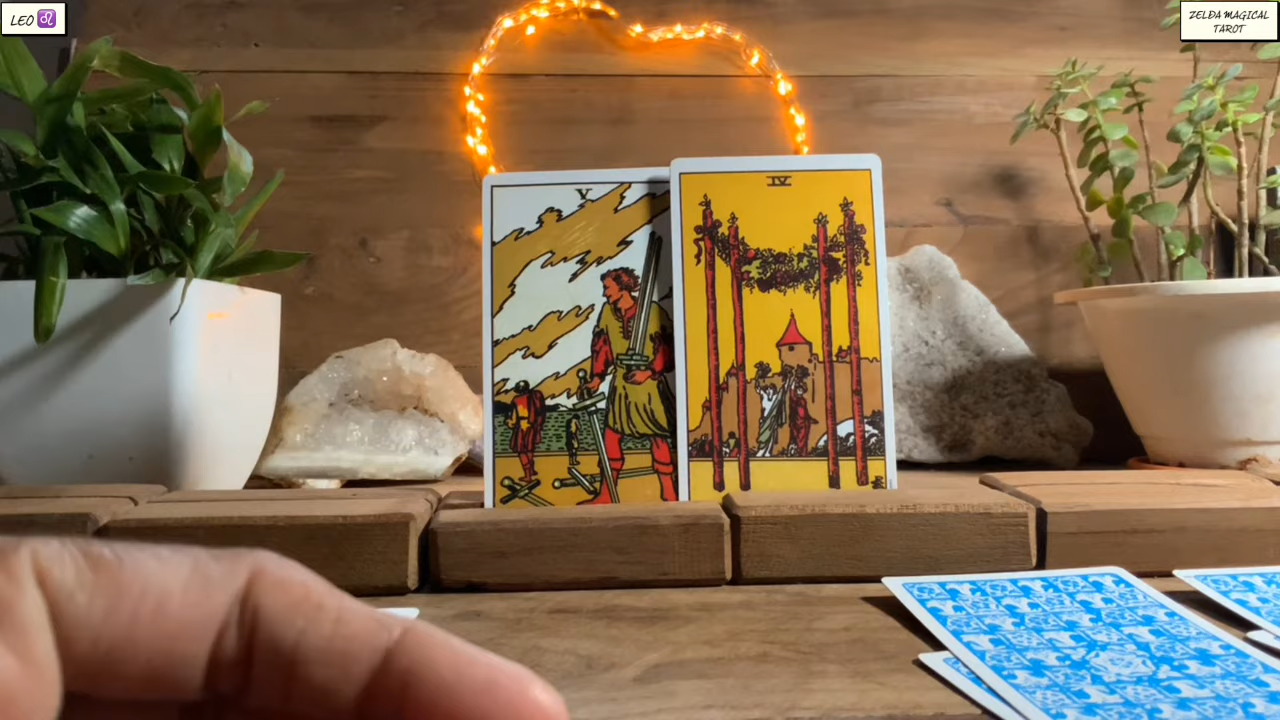 LEO ♌
ZELDA MAGICAL
TAROT
V
IV